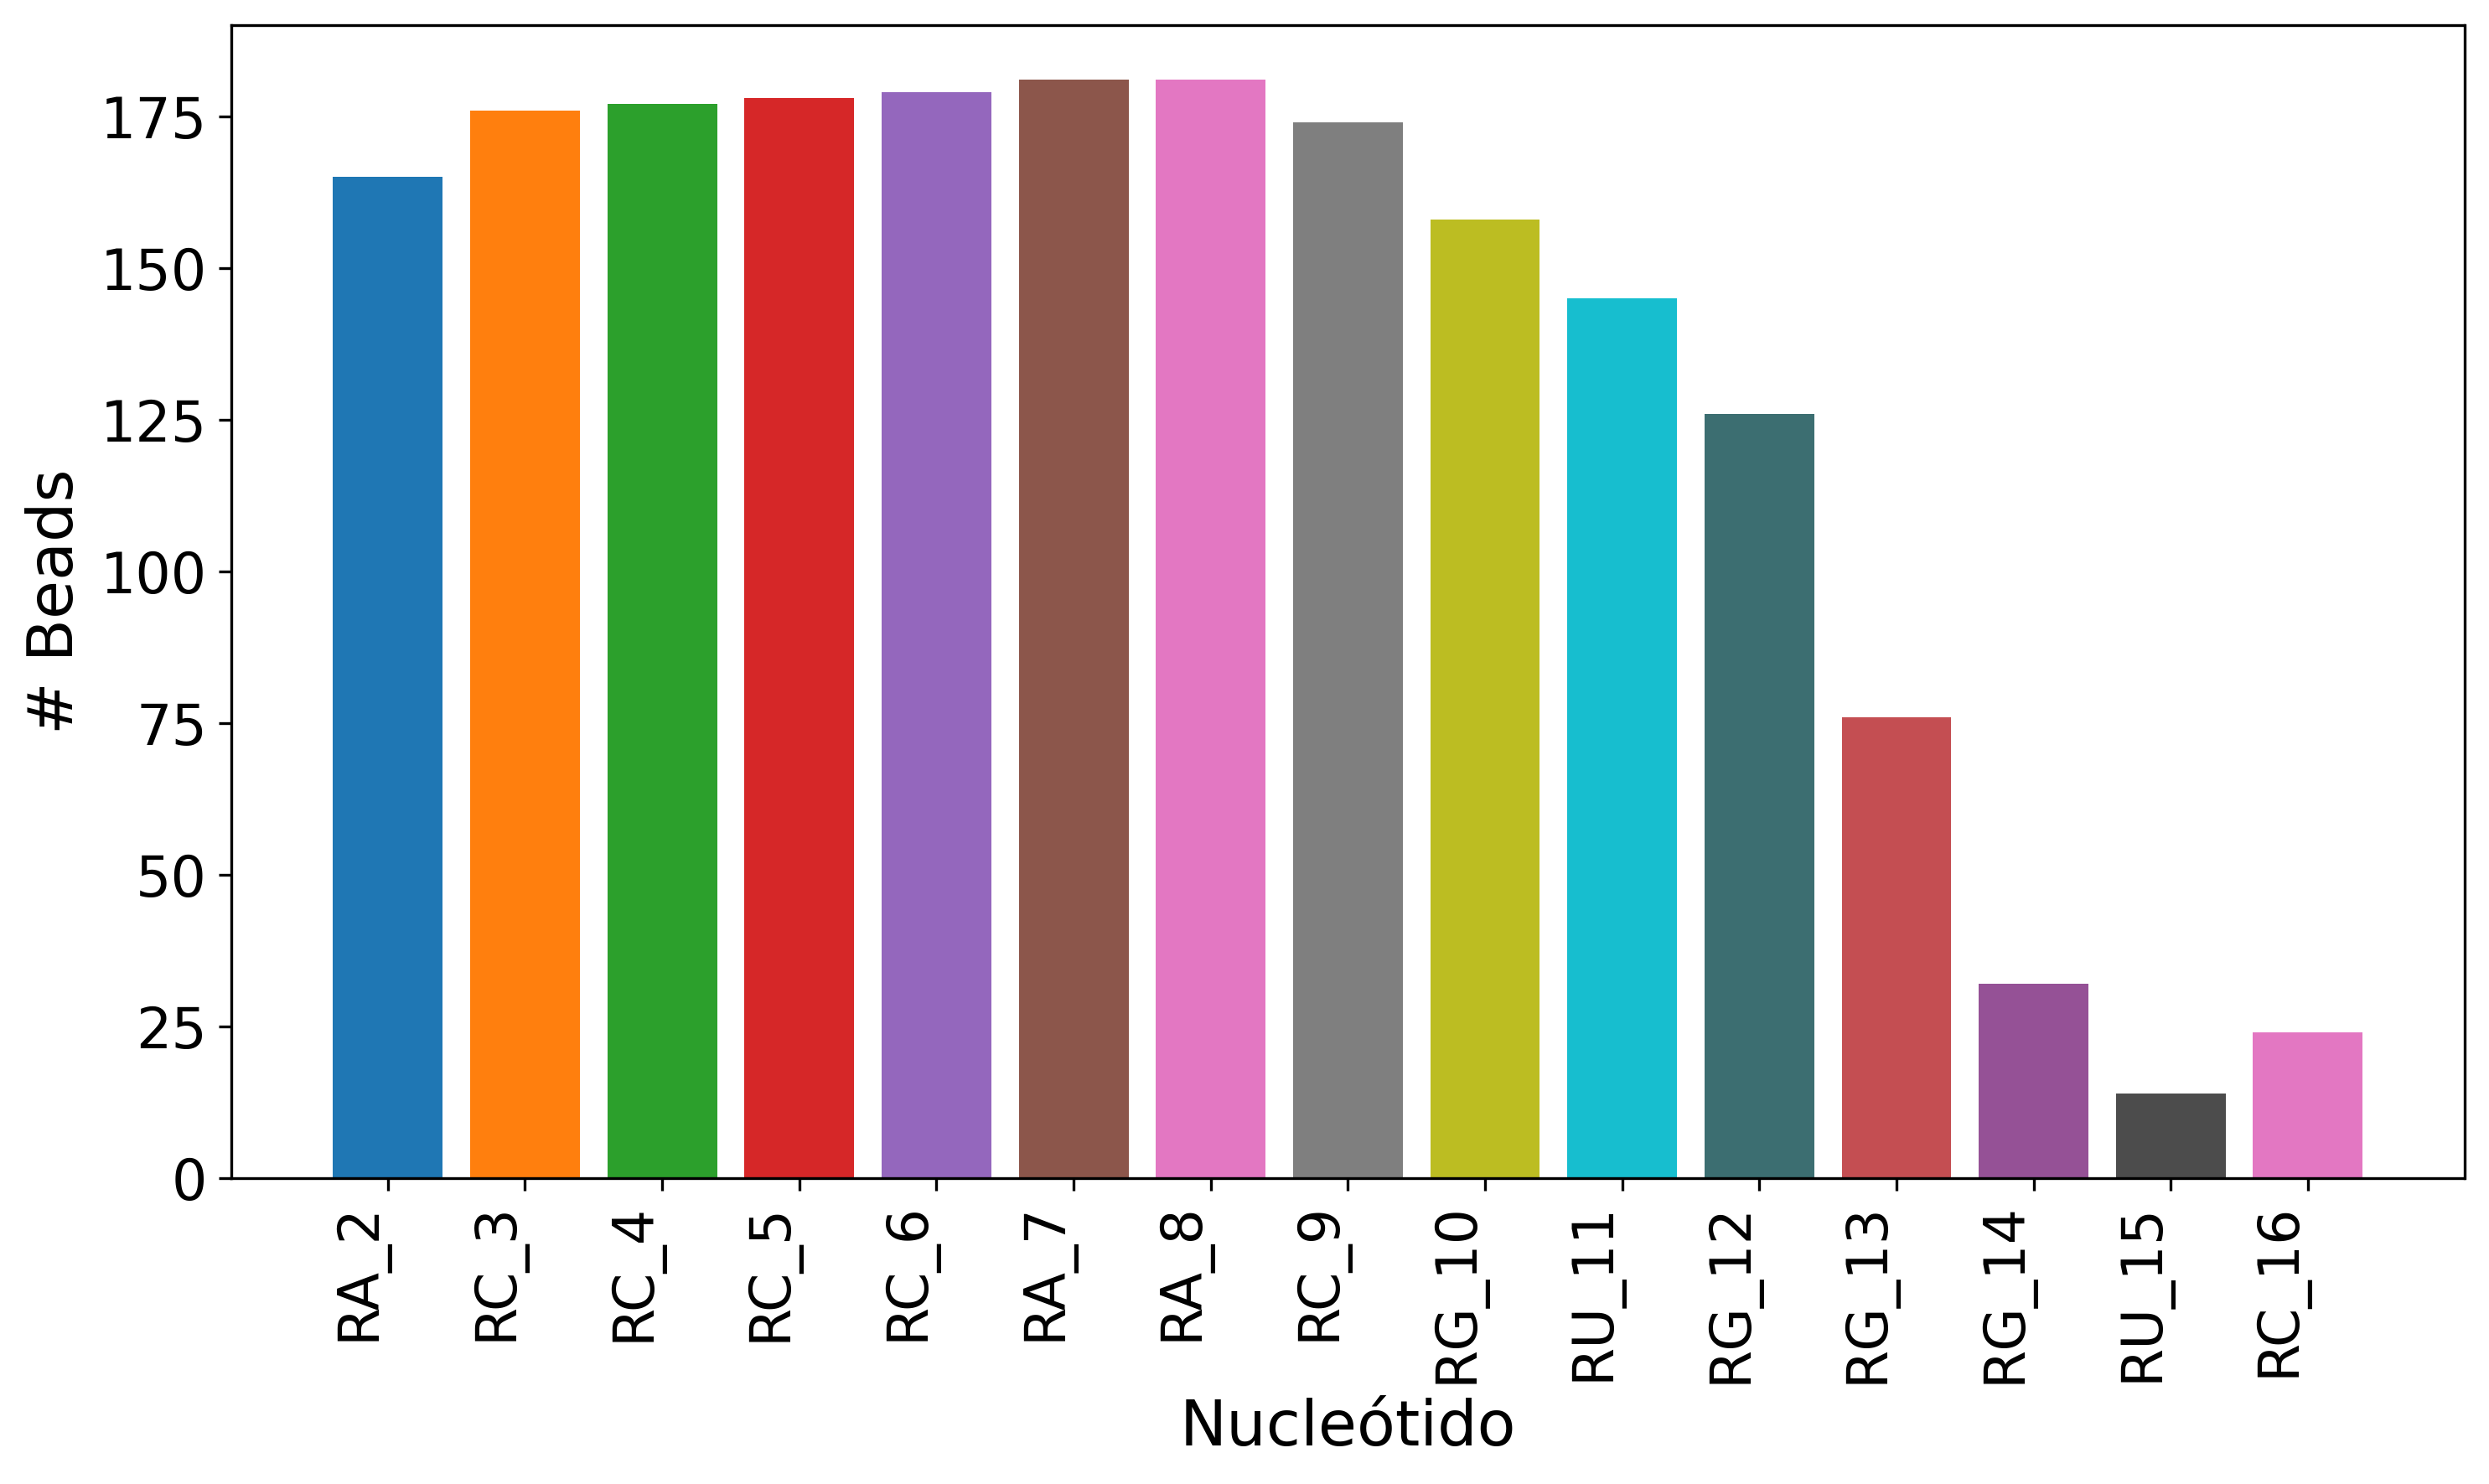 175
150
125
100
75
50
25
0
# Beads
RA_2
RC_3
RC_4
RC_5
RC_6
RA_7
RA_8
RC_9
RG_10
RU_11
RG_12
RG_13
RG_14
RU_15
RC_16
Nucleótido